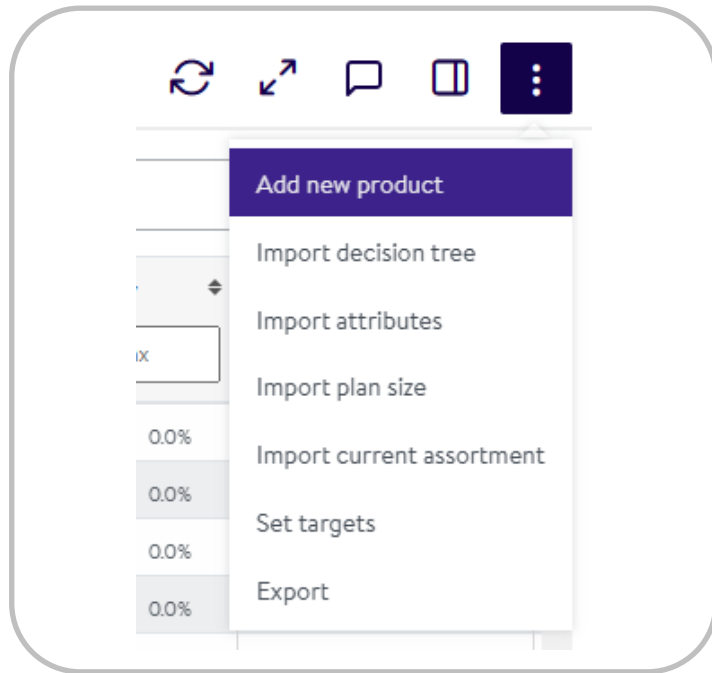 Add new product
Import decision tree
Import attributes
ax
Import plan size
0.0%
Import current assortment
0.0%
Set targets
0.0%
Export
0.0%